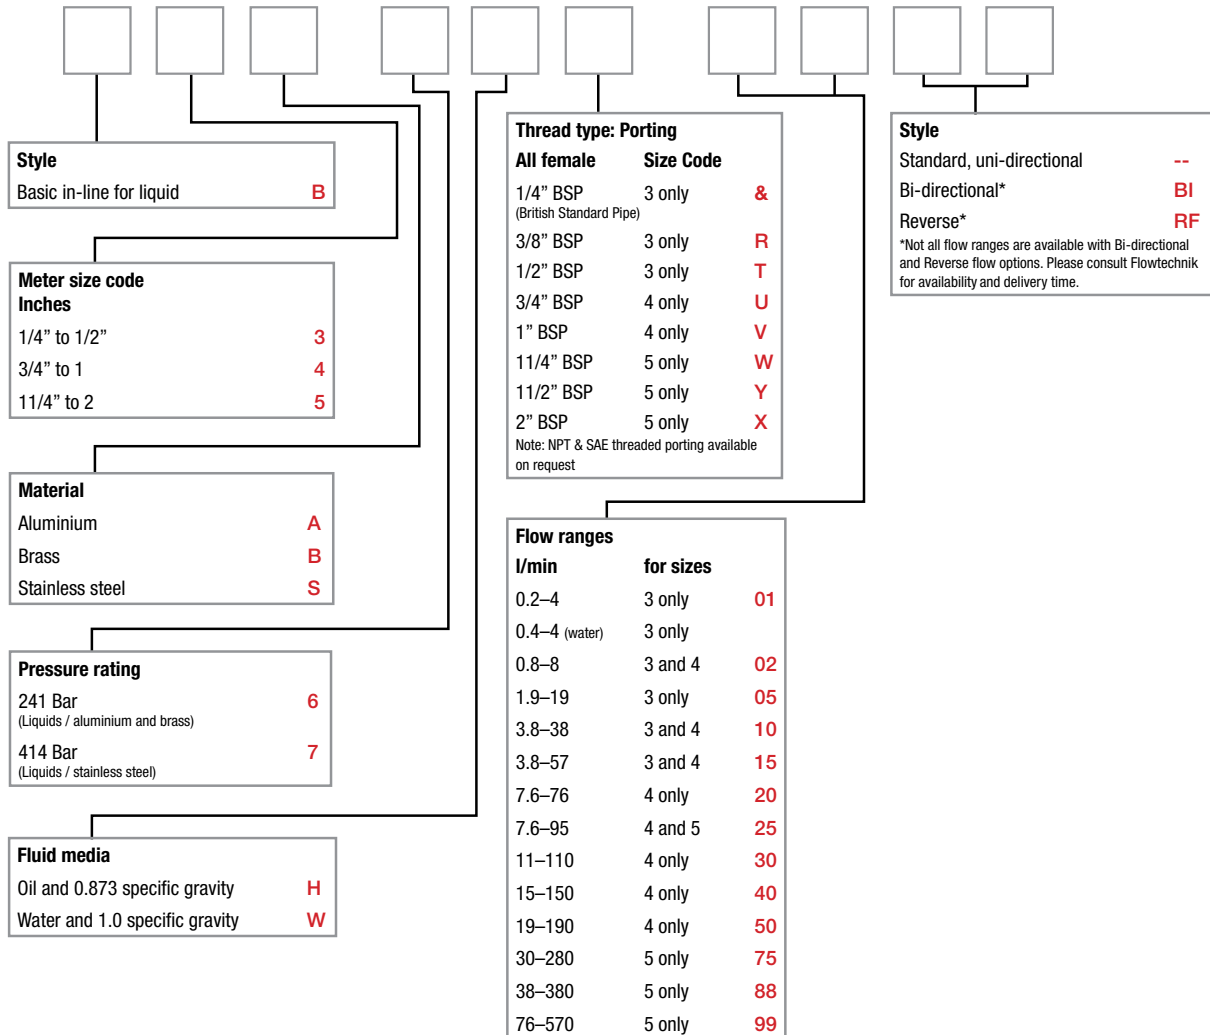 Style
Basic in-line for liquid B
Meter size code
Inches
1/4” to 1/2” 3
3/4” to 1 4
11/4” to 2 5
Material
Aluminium A
Brass B
Stainless steel S
Pressure rating
241 Bar 6
(Liquids / aluminium and brass)
414 Bar 7
(Liquids / stainless steel)
Fluid media
Oil and 0.873 specific gravity H
Water and 1.0 specific gravity W
Thread type: Porting
All female Size Code
1/4” BSP 3 only &
(British Standard Pipe)
3/8” BSP 3 only R
1/2” BSP 3 only T
3/4” BSP 4 only U
1” BSP 4 only V
11/4” BSP 5 only W
11/2” BSP 5 only Y
2” BSP 5 only X
Note: NPT & SAE threaded porting available
on request
Flow ranges
l/min for sizes
0.2–4 3 only 01
0.4–4 (water) 3 only
0.8–8 3 and 4 02
1.9–19 3 only 05
3.8–38 3 and 4 10
3.8–57 3 and 4 15
7.6–76 4 only 20
7.6–95 4 and 5 25
11–110 4 only 30
15–150 4 only 40
19–190 4 only 50
30–280 5 only 75
38–380 5 only 88
76–570 5 only 99
Style
Standard, uni-directional --
Bi-directional* BI
Reverse* RF
*Not all flow ranges are available with Bi-directional
and Reverse flow options. Please consult Flowtechnik
for availability and delivery time.